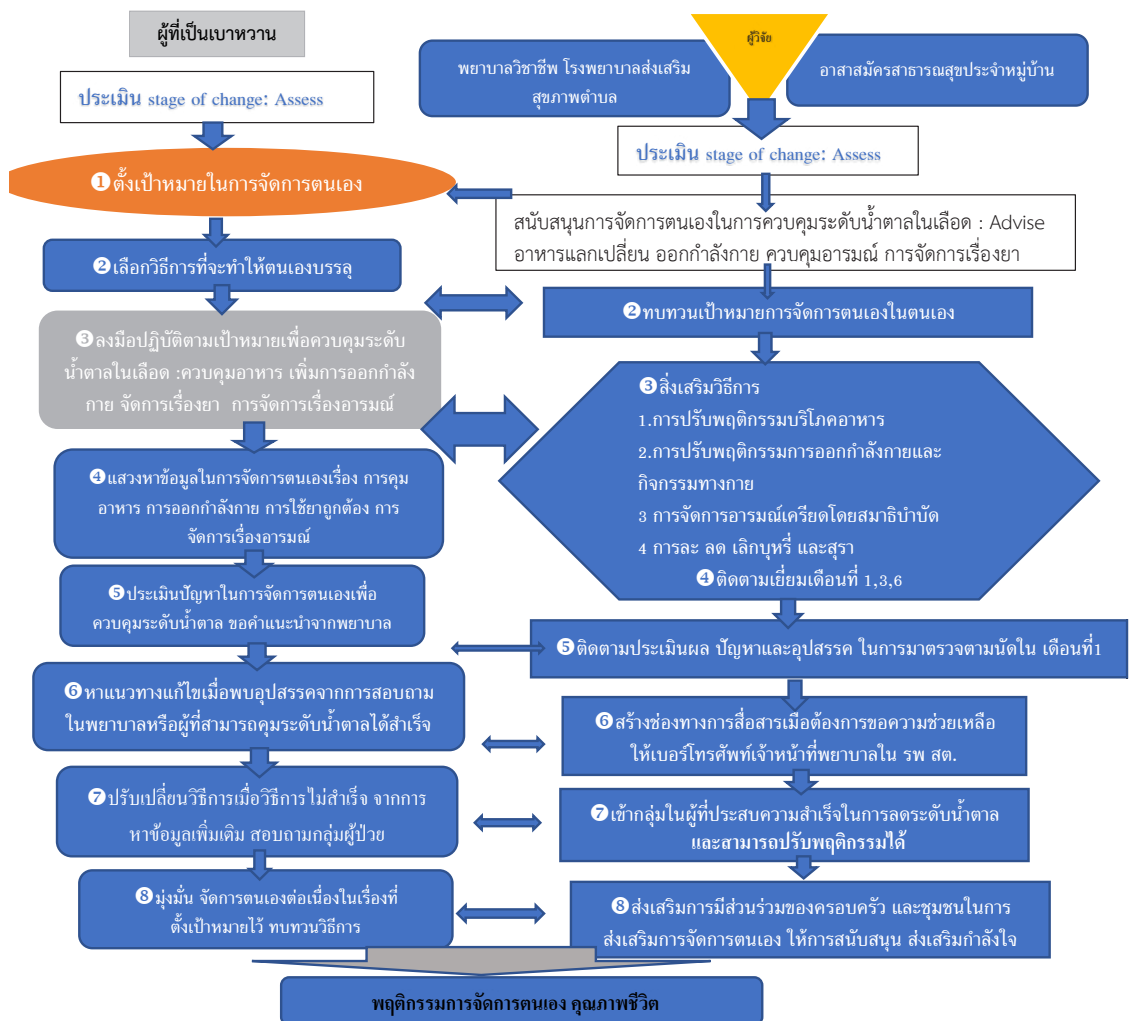 ผู้ที่เป็นเบาหวาน
ประเมิน stage of change: Assess
❶ตั้งเป้าหมายในการจัดการตนเอง
❷เลือกวิธีการที่จะทำให้ตนเองบรรลุ
❸ลงมือปฏิบัติตามเป้าหมายเพื่อควบคุมระดับ
น้ำตาลในเลือด :ควบคุมอาหาร เพิ่มการออกกำลัง
กาย จัดการเรื่องยา การจัดการเรื่องอารมณ์
❹แสวงหาข้อมูลในการจัดการตนเองเรื่อง การคุม
อาหาร การออกกำลังกาย การใช้ยาถูกต้อง การ
จัดการเรื่องอารมณ์
❺ประเมินปัญหาในการจัดการตนเองเพื่อ
ควบคุมระดับน้ำตาล ขอคำแนะนำจากพยาบาล
❻หาแนวทางแก้ไขเมื่อพบอุปสรรคจากการสอบถาม
ในพยาบาลหรือผู้ที่สามารถคุมระดับน้ำตาลได้สำเร็จ
❼ปรับเปลี่ยนวิธีการเมื่อวิธีการไม่สำเร็จ จากการ
หาข้อมูลเพิ่มเติม สอบถามกลุ่มผู้ป่วย
❽มุ่งมั่น จัดการตนเองต่อเนื่องในเรื่องที่
ตั้งเป้าหมายไว้ ทบทวนวิธีการ
ผู้วิจัย
พยาบาลวิชาชีพ โรงพยาบาลส่งเสริม
สุขภาพตำบล
อาสาสมัครสาธารณสุขประจำหมู่บ้าน
ประเมิน stage of change: Assess
สนับสนุนการจัดการตนเองในการควบคุมระดับน้ำตาลในเลือด : Advise
อาหารแลกเปลี่ยน ออกกำลังกาย ควบคุมอารมณ์ การจัดการเรื่องยา
❷ทบทวนเป้าหมายการจัดการตนเองในตนเอง
❸สิ่งเสริมวิธีการ
1.การปรับพฤติกรรมบริโภคอาหาร
2.การปรับพฤติกรรมการออกกำลังกายและ
กิจกรรมทางกาย
3 การจัดการอารมณ์เครียดโดยสมาธิบำบัด
4 การละ ลด เลิกบุหรี่ และสุรา
❹ติดตามเยี่ยมเดือนที่ 1,3,6
❺ติดตามประเมินผล ปัญหาและอุปสรรค ในการมาตรวจตามนัดใน เดือนที่1
❻สร้างช่องทางการสื่อสารเมื่อต้องการขอความช่วยเหลือ
ให้เบอร์โทรศัพท์เจ้าหน้าที่พยาบาลใน รพ สต.
❼เข้ากลุ่มในผู้ที่ประสบความสำเร็จในการลดระดับน้ำตาล
และสามารถปรับพฤติกรรมได้
❽ส่งเสริมการมีส่วนร่วมของครอบครัว และชุมชนในการ
ส่งเสริมการจัดการตนเอง ให้การสนับสนุน ส่งเสริมกำลังใจ
พฤติกรรมการจัดการตนเอง คุณภาพชีวิต